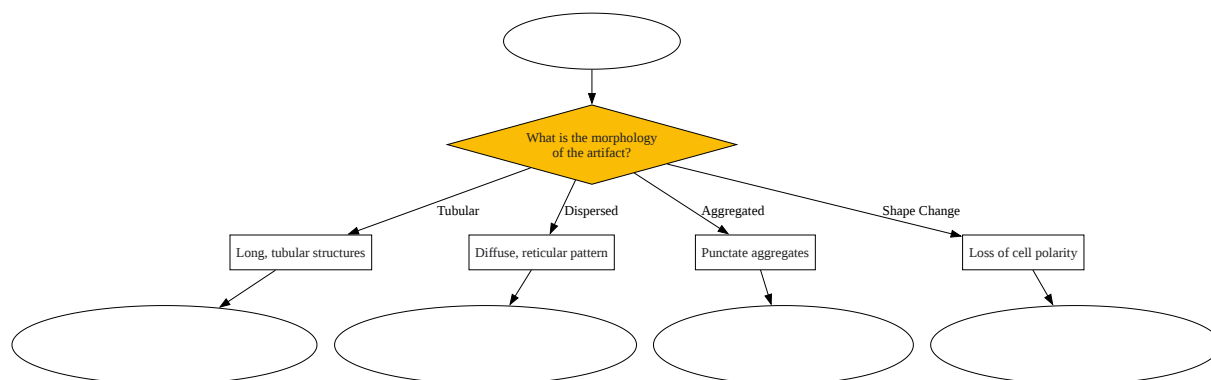 What is the morphology
of the artifact?
Tubular
Dispersed
Aggregated
Shape Change
Long, tubular structures
Diffuse, reticular pattern
Punctate aggregates
Loss of cell polarity